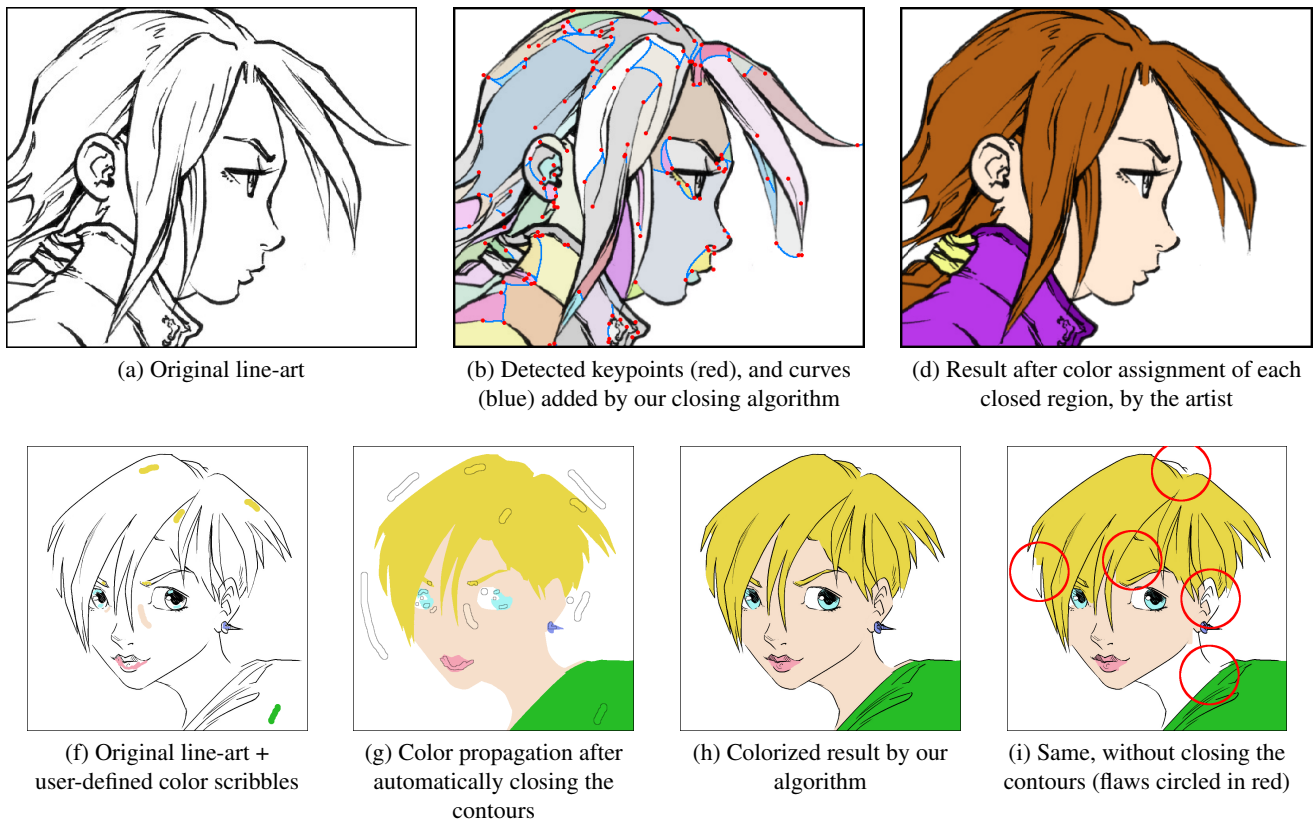 (a) Original line-art
(b) Detected keypoints (red), and curves
(blue) added by our closing algorithm
(d) Result after color assignment of each
closed region, by the artist
(f) Original line-art +
user-defined color scribbles
(g) Color propagation after
automatically closing the
contours
(h) Colorized result by our
algorithm
(i) Same, without closing the
contours (flaws circled in red)